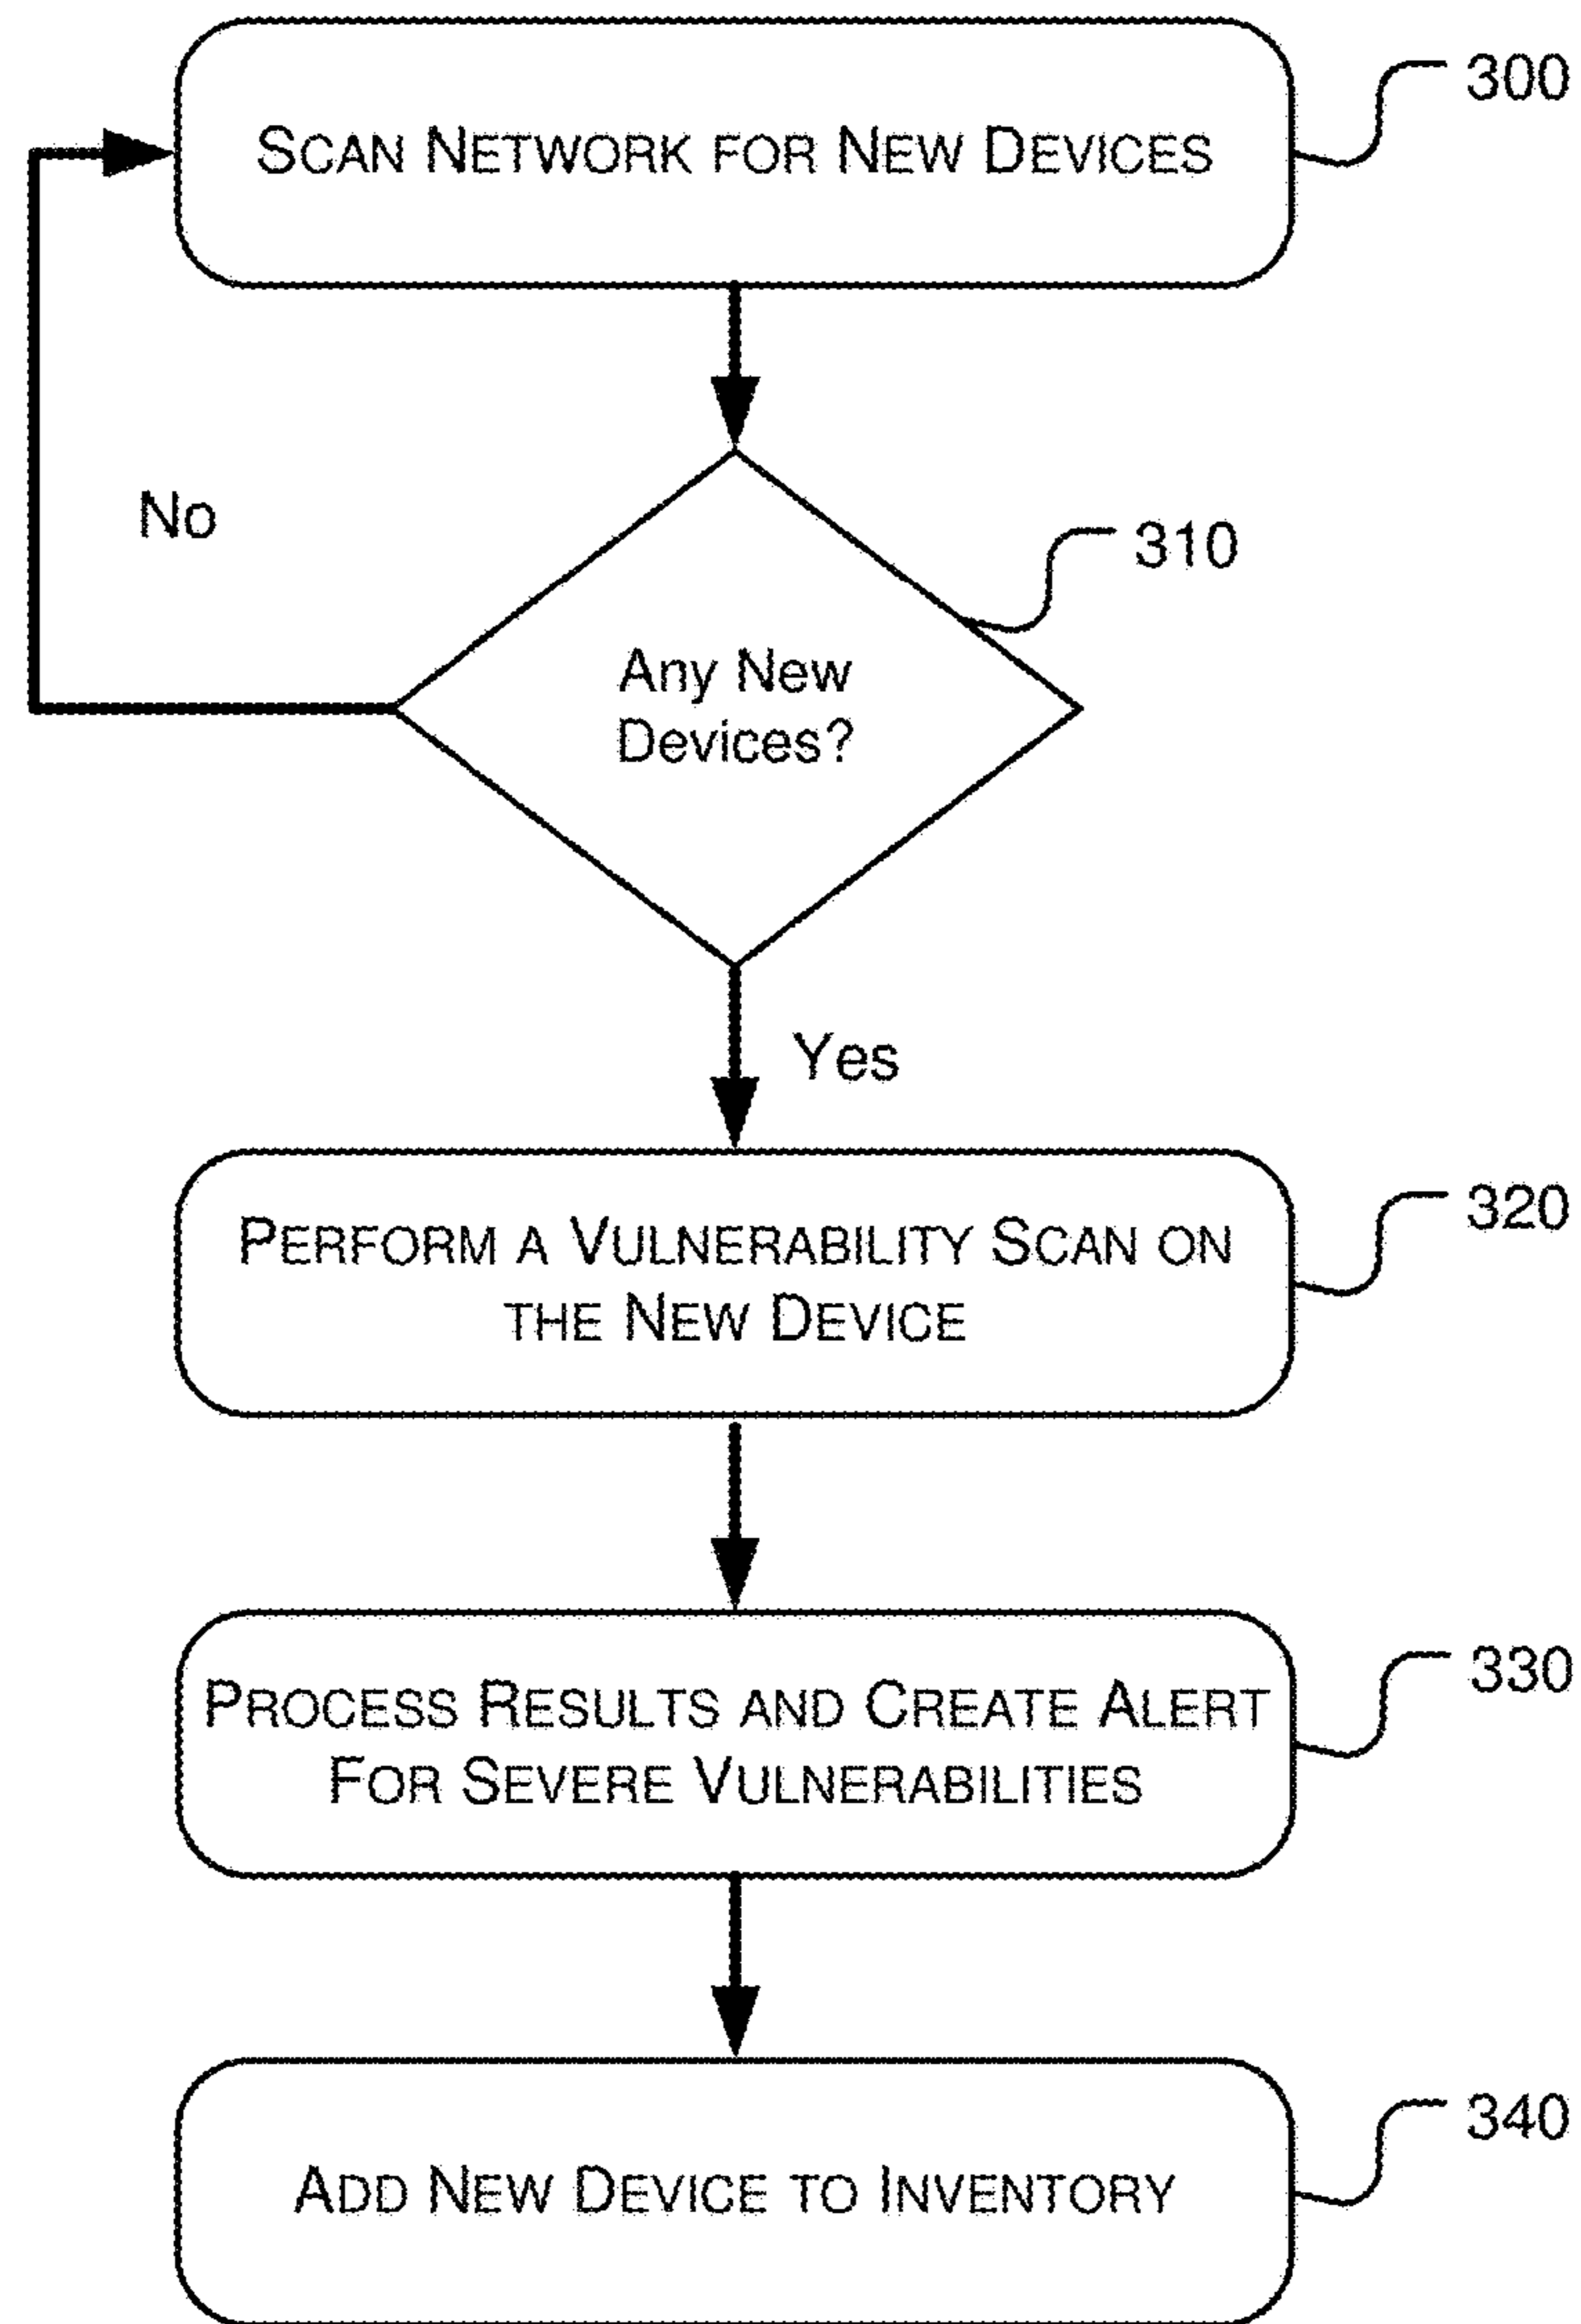 SCAN NETWORK FOR NEW DEVICES
300
No
310
Any New
Devices?
Yes
PERFORM A VULNERABILITY SCAN ON
THE NEW DEVICE
320
PROCESS RESULTS AND CREATE ALERT
FOR SEVERE VULNERABILITIES
330
ADD NEW DEVICE TO INVENTORY
340